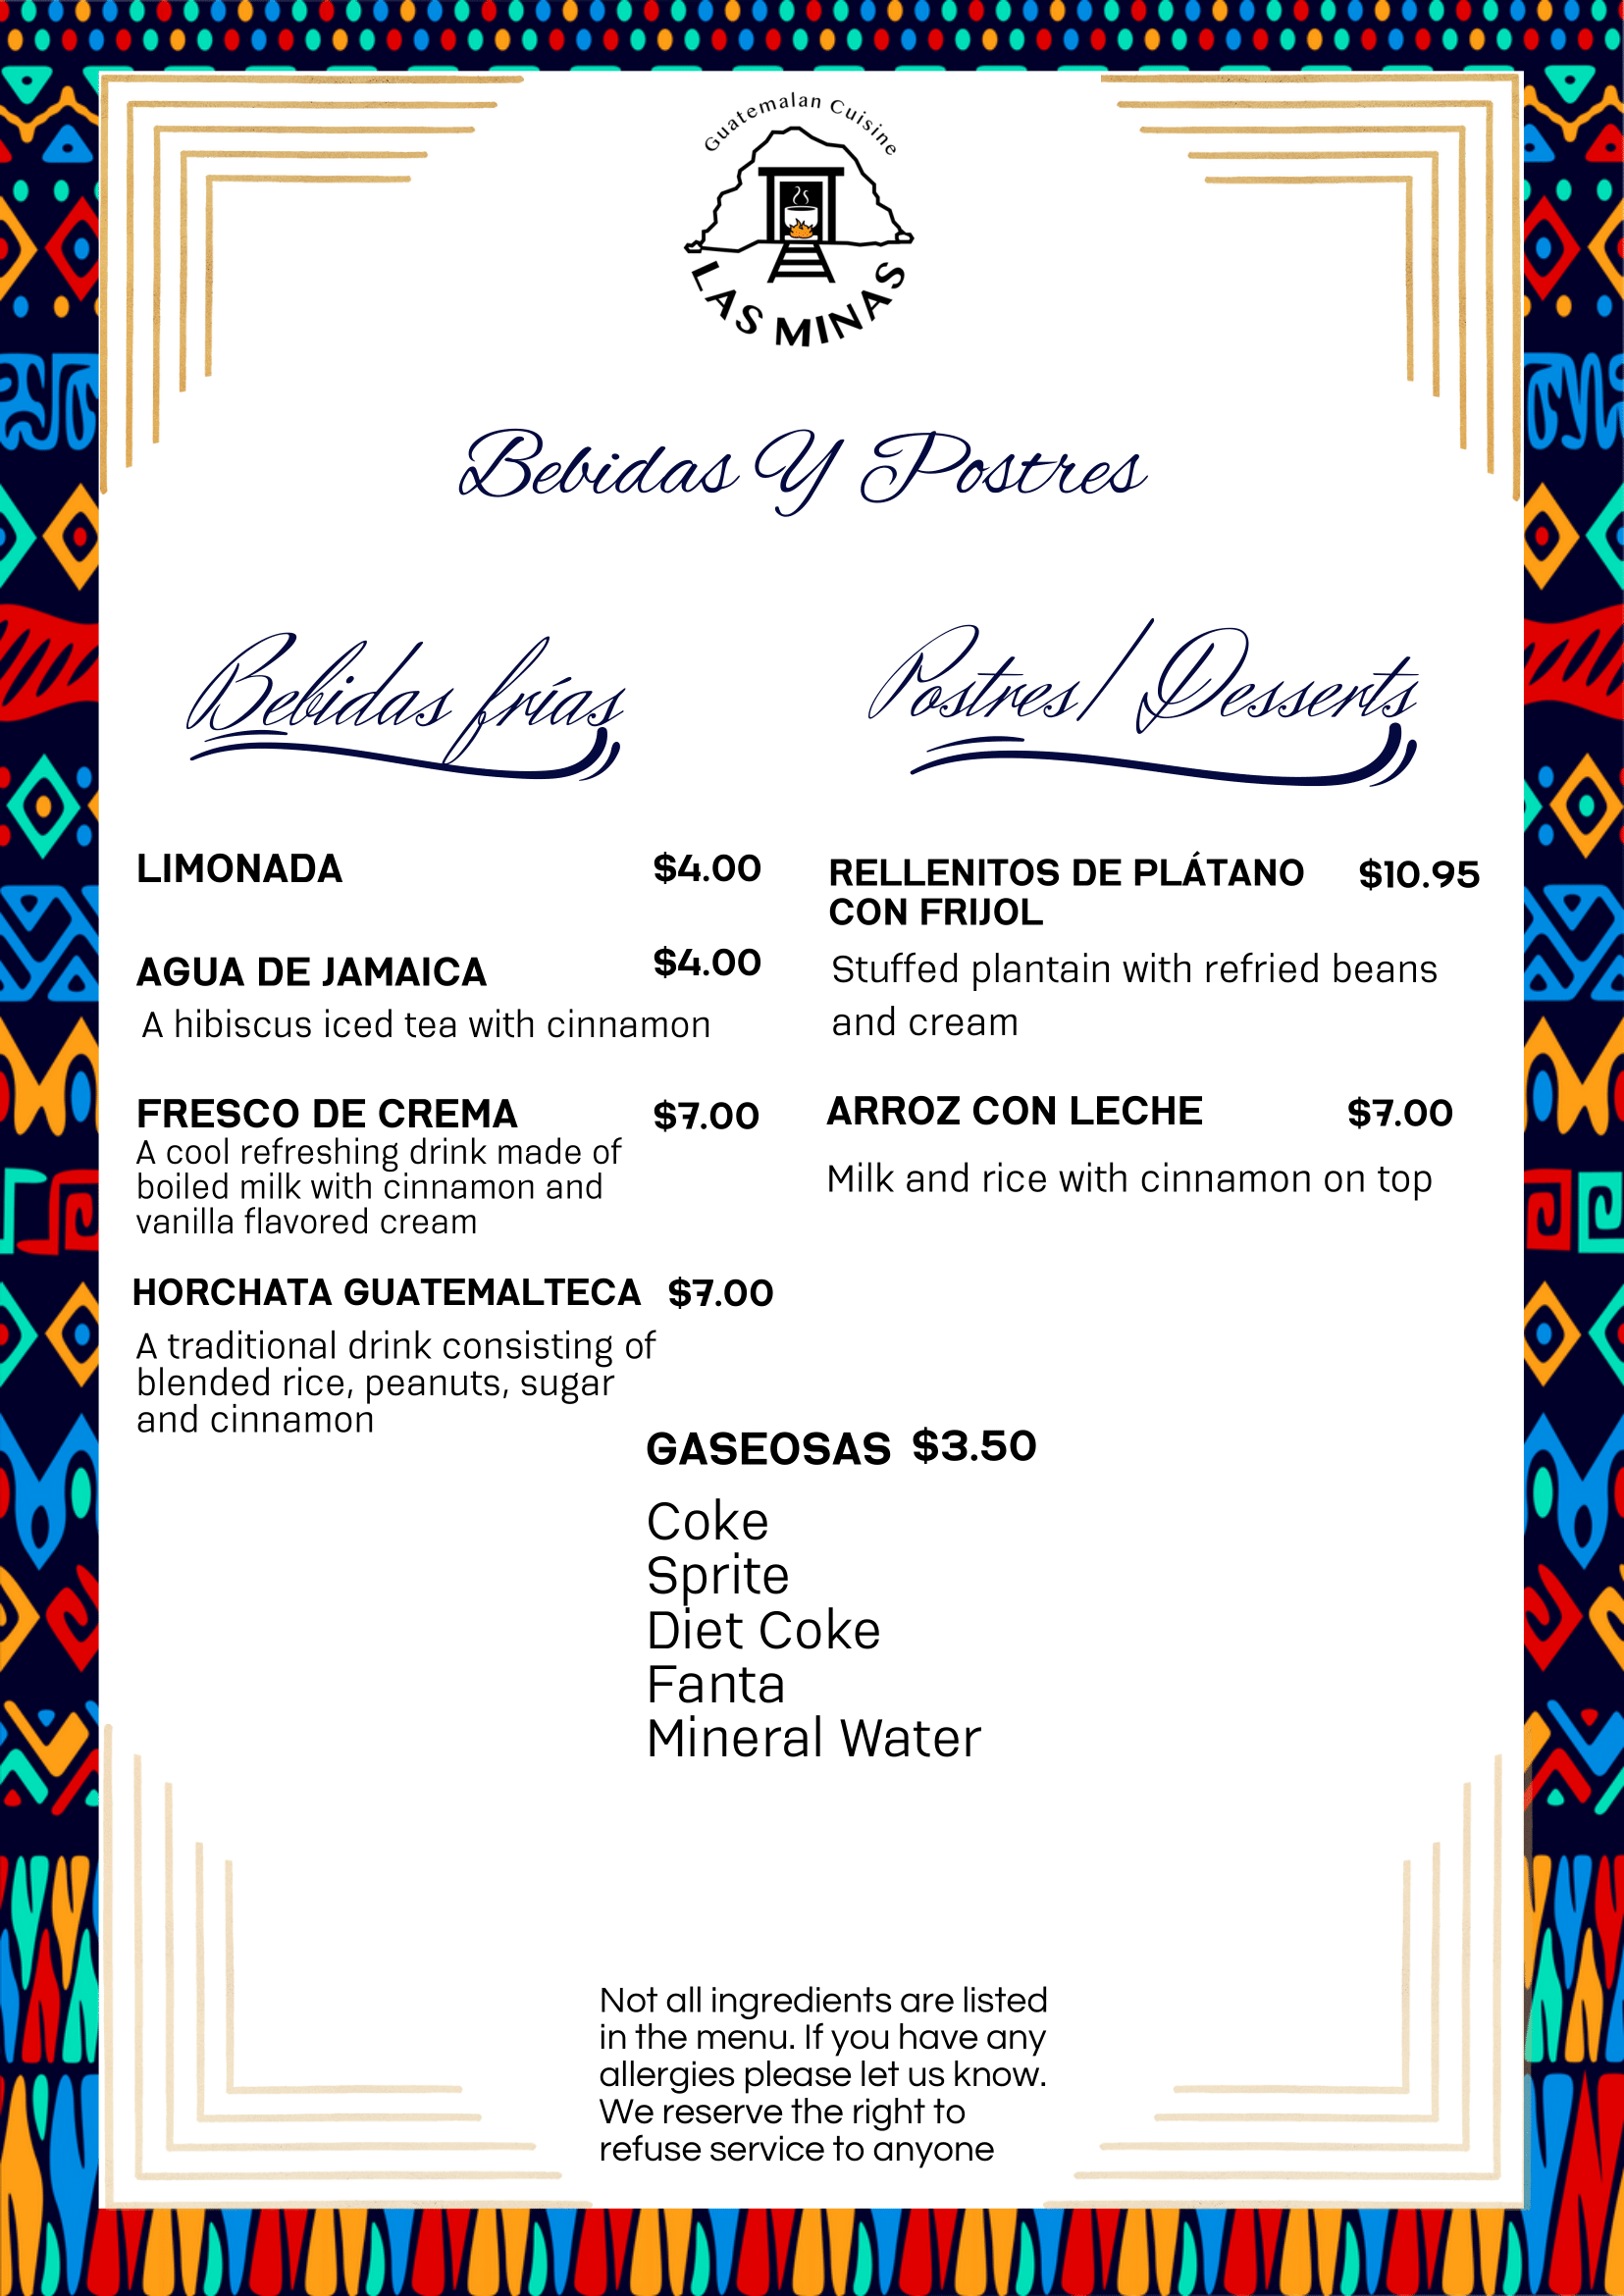 Guatemalan Cuisine
LAS MINAS
Bebidas Y Postres
Bebidas frías
LIMONADA $4.00
AGUA DE JAMAICA $4.00
A hibiscus iced tea with cinnamon
FRESCO DE CREMA $7.00
A cool refreshing drink made of
boiled milk with cinnamon and
vanilla flavored cream
HORCHATA GUATEMALTECA $7.00
A traditional drink consisting of
blended rice, peanuts, sugar
and cinnamon
Postres/ Desserts
RELLENITOS DE PLÁTANO $10.95
CON FRIJOL
Stuffed plantain with refried beans
and cream
ARROZ CON LECHE $7.00
Milk and rice with cinnamon on top
GASEOSAS $3.50
Coke
Sprite
Diet Coke
Fanta
Mineral Water
Not all ingredients are listed
in the menu. If you have any
allergies please let us know.
We reserve the right to
refuse service to anyone